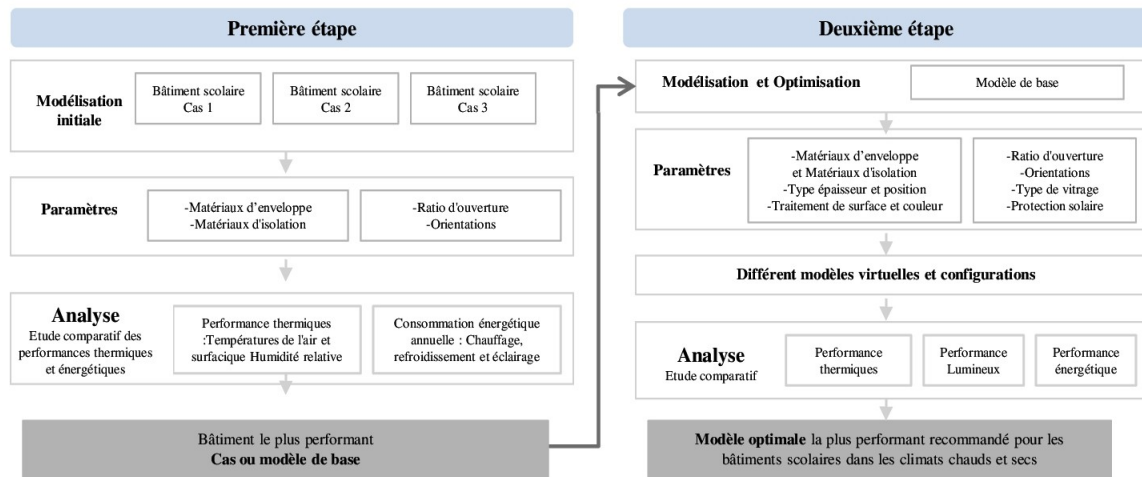 Première étape
Modélisation
initiale
Bâtiment scolaire
Cas 1
Bâtiment scolaire
Cas 2
Bâtiment scolaire
Cas 3
Paramètres
-Matériaux d’enveloppe
-Matériaux d'isolation
-Ratio d'ouverture
-Orientations
Analyse
Etude comparatif des
performances thermiques
et énergétiques
Performance thermiques
:Températures de l'air et
surfacique Humidité relative
Consommation énergétique
annuelle : Chauffage,
refroidissement et éclairage
Bâtiment le plus performant
Cas ou modèle de base
Deuxième étape
Modélisation et Optimisation
Modèle de base
Paramètres
-Matériaux d’enveloppe
et Matériaux d'isolation
-Type épaisseur et position
-Traitement de surface et couleur
-Ratio d'ouverture
-Orientations
-Type de vitrage
-Protection solaire
Différent modèles virtuelles et configurations
Analyse
Etude comparatif
Performance
thermiques
Performance
Lumineux
Performance
énergétique
Modèle optimale la plus performant recommandé pour les
bâtiments scolaires dans les climats chauds et secs